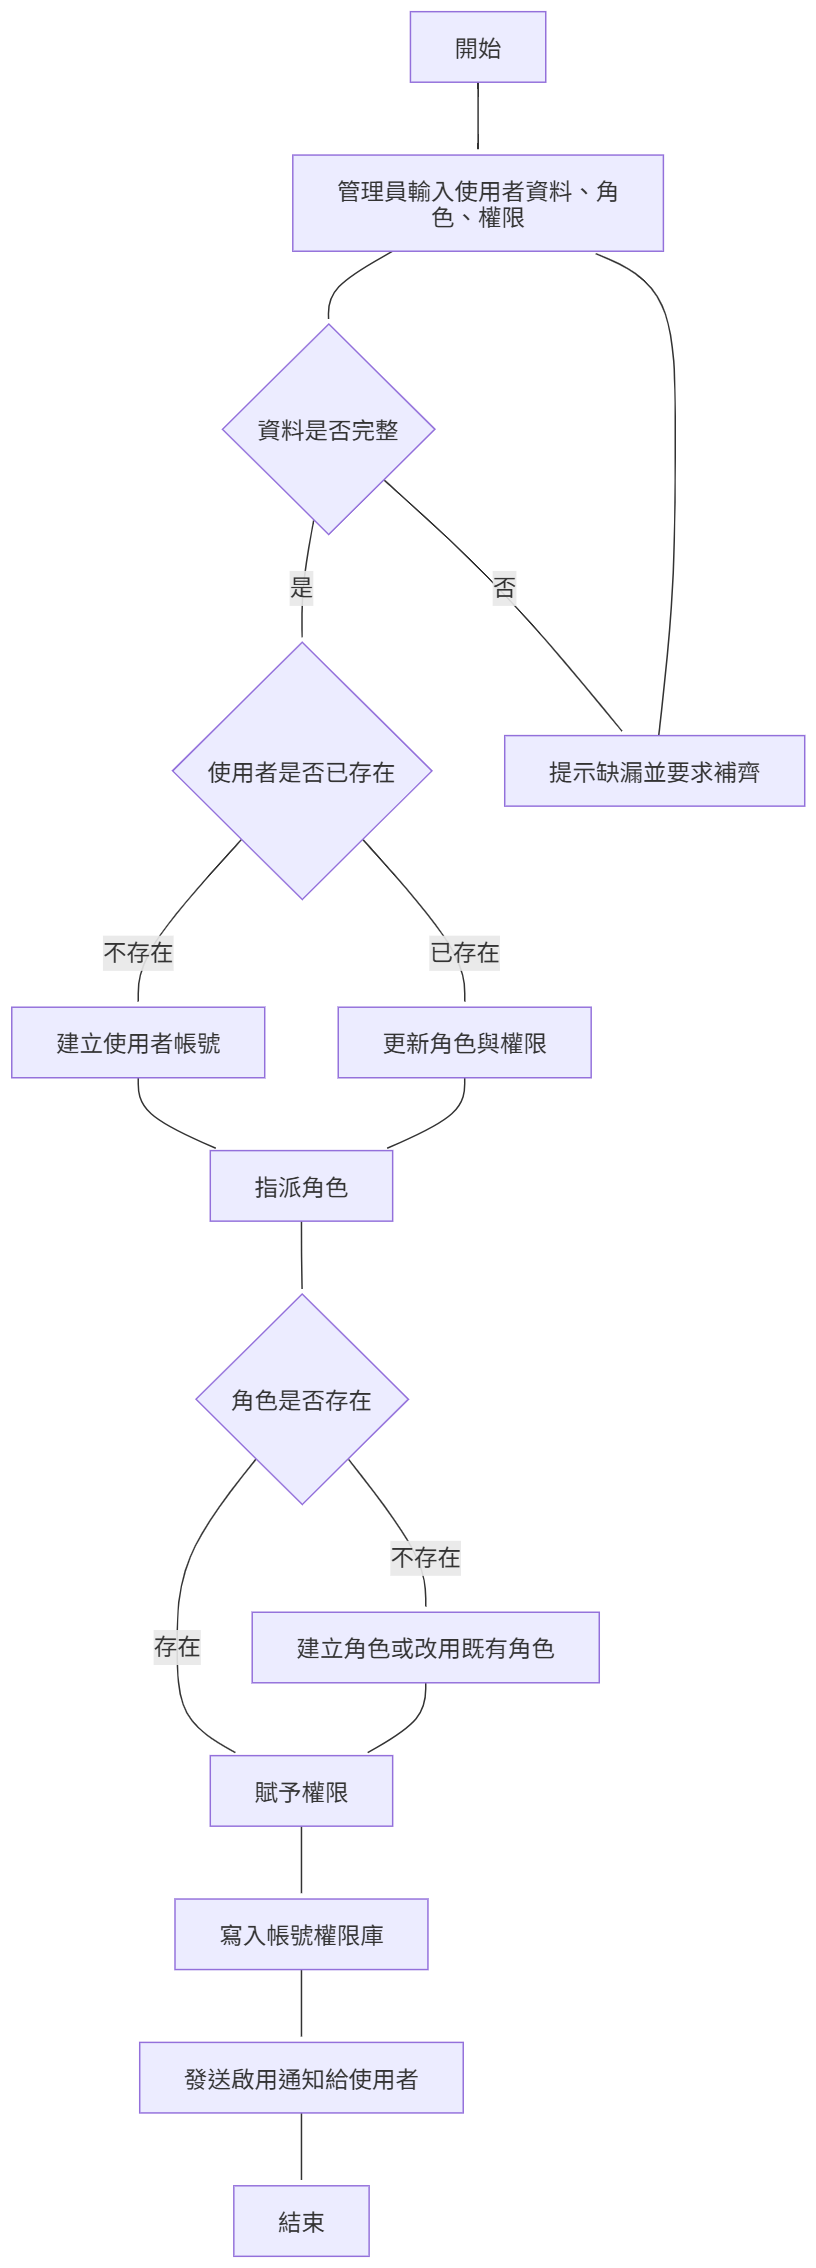 開始
管理員輸入使用者資料、角
色、權限
資料是否完整
是
否
使用者是否已存在
提示缺漏並要求補齊
不存在
已存在
建立使用者帳號
更新角色與權限
指派角色
角色是否存在
不存在
存在
建立角色或改用既有角色
賦予權限
寫入帳號權限庫
發送啟用通知給使用者
結束